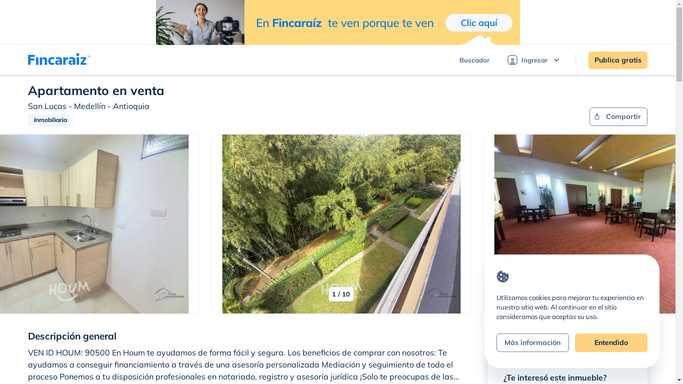 En Fincaraíz te ven porque te ven
Clic aquí
Fincaraiz
Buscador
Ingresar
Publica gratis
Apartamento en venta
San Lucas - Medellín - Antioquia
Inmobiliaria
Compartir
HOUM
HOUM
1 / 10
Utilizamos cookies para mejorar tu experiencia en
nuestro sitio web. Al continuar en el sitio
consideramos que aceptas su uso.
Más información
Entendido
Descripción general
VEN ID HOUM: 90500 En Houm te ayudamos de forma fácil y segura. Los beneficios de comprar con nosotros: Te
ayudamos a conseguir financiamiento a través de una asesoría personalizada Mediación y seguimiento de todo el
proceso Ponemos a tu disposición profesionales en notariado, registro y asesoría jurídica ¡Solo te preocupas de las...
¿Te interesó este inmueble?